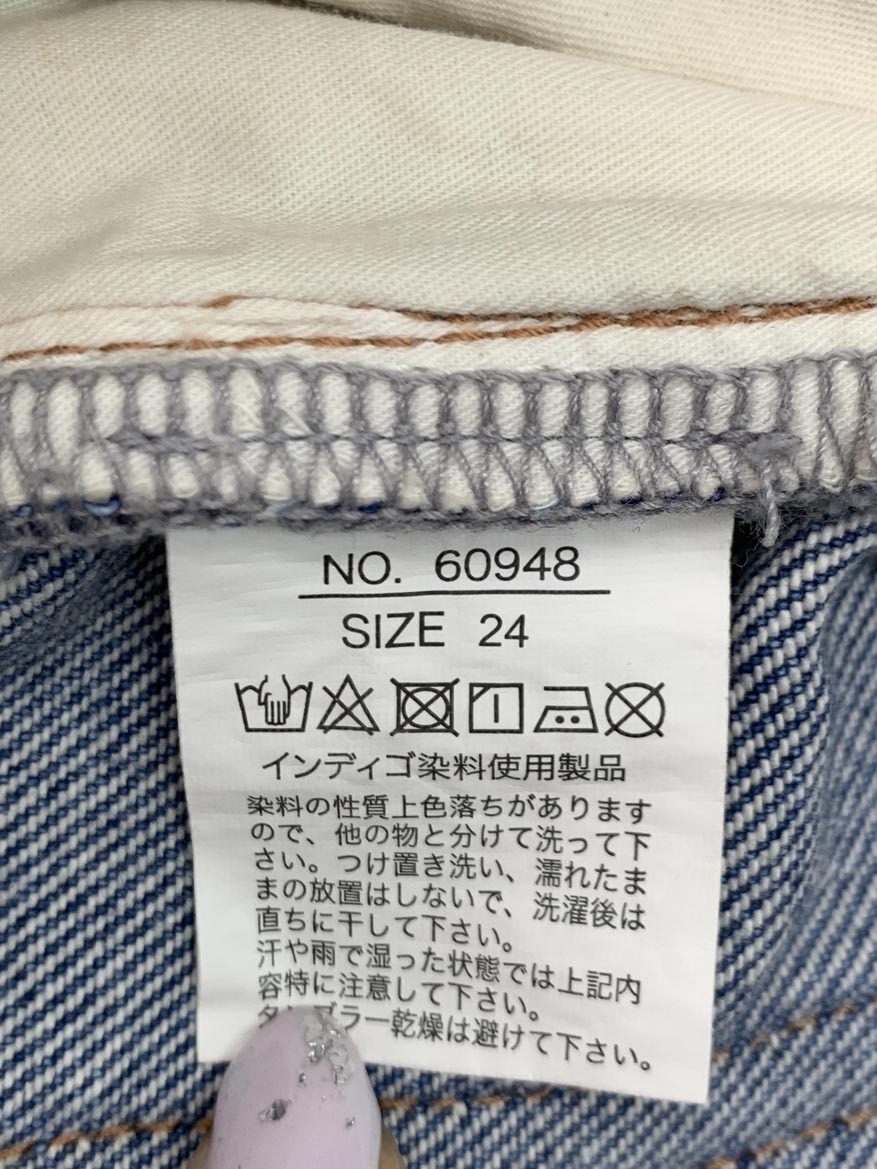 NO. 60948
SIZE 24
インディゴ染料使用製品
染料の性質上色落ちがあります
ので、他の物と分けて洗って下
さい。つけ置き洗い、濡れたま
まの放置はしないで、洗濯後は
直ちに干して下さい。
汗や雨で湿った状態では上記内
容特に注意して下さい。
タンブラー乾燥は避けて下さい。